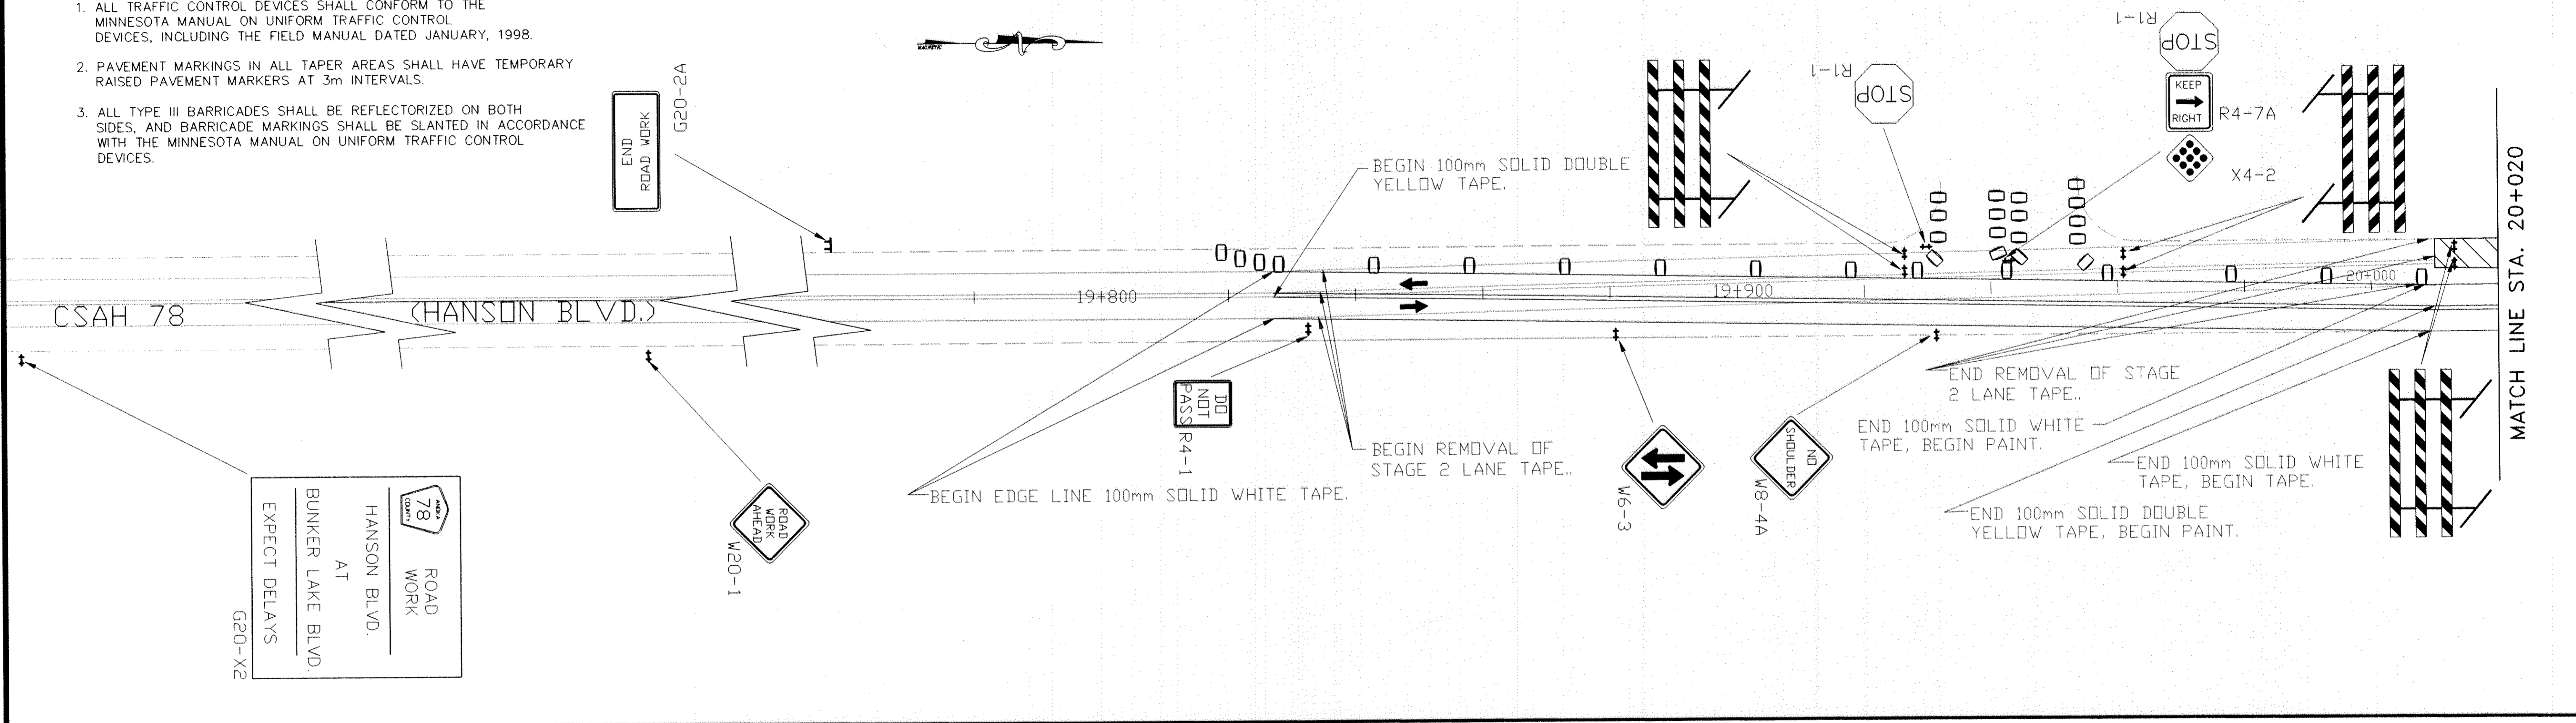 1. ALL TRAFFIC CONTROL DEVICES SHALL CONFORM TO THE
MINNESOTA MANUAL ON UNIFORM TRAFFIC CONTROL
DEVICES, INCLUDING THE FIELD MANUAL DATED JANUARY, 1998.
2. PAVEMENT MARKINGS IN ALL TAPER AREAS SHALL HAVE TEMPORARY
RAISED PAVEMENT MARKERS AT 3m INTERVALS.
3. ALL TYPE III BARRICADES SHALL BE REFLECTORIZED ON BOTH
SIDES, AND BARRICADE MARKINGS SHALL BE SLANTED IN ACCORDANCE
WITH THE MINNESOTA MANUAL ON UNIFORM TRAFFIC CONTROL
DEVICES.
MAGNETIC
END
ROAD WORK
G20-2A
BEGIN 100mm SOLID DOUBLE
YELLOW TAPE.
R1-1
STOP
R1-1
STOP
KEEP
RIGHT
R4-7A
X4-2
MATCH LINE STA. 20+020
CSAH 78
(HANSON BLVD.)
19+800
19+900
20+000
ANOKA
78
COUNTY
ROAD
WORK
HANSON BLVD.
AT
BUNKER LAKE BLVD.
EXPECT DELAYS
G20-X2
ROAD
WORK
AHEAD
W20-1
BEGIN EDGE LINE 100mm SOLID WHITE TAPE.
DO
NOT
PASS
R4-1
BEGIN REMOVAL OF
STAGE 2 LANE TAPE..
W6-3
NO
SHOULDER
W8-4A
END REMOVAL OF STAGE
2 LANE TAPE..
END 100mm SOLID WHITE
TAPE, BEGIN PAINT.
END 100mm SOLID WHITE
TAPE, BEGIN TAPE.
END 100mm SOLID DOUBLE
YELLOW TAPE, BEGIN PAINT.